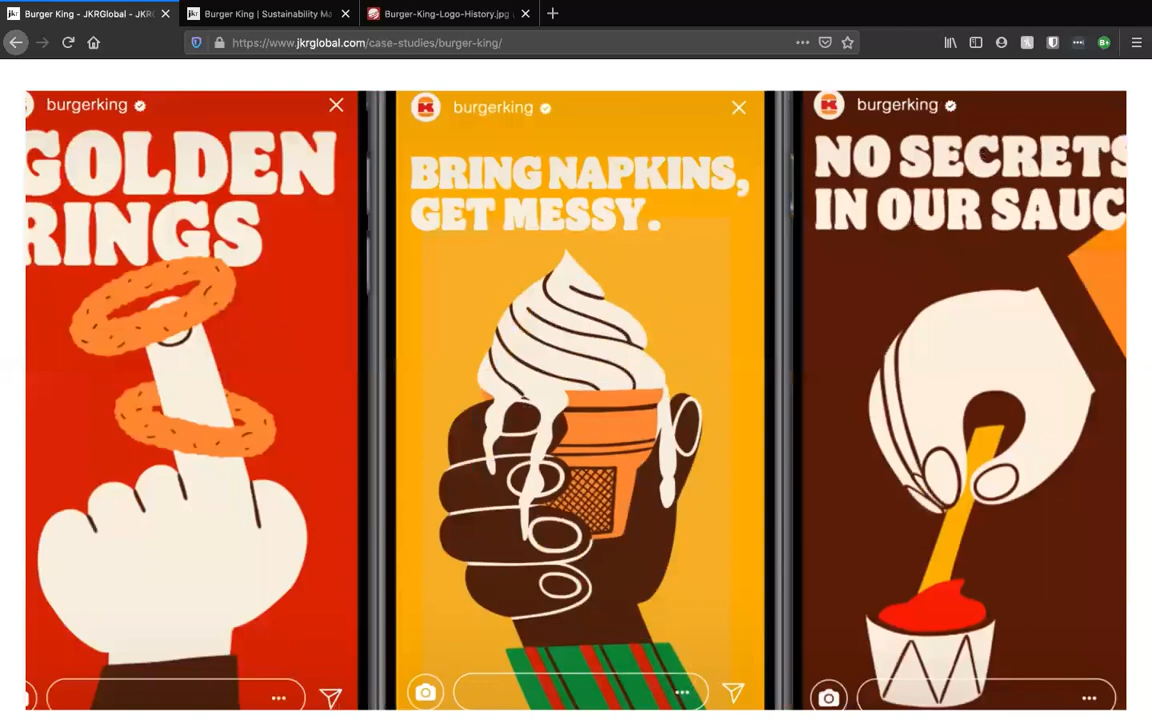 Burger King - JKRGlobal - JKRG
Burger King | Sustainability Ma
Burger-King-Logo-History.jpg
https://www.jkrglobal.com/case-studies/burger-king/
burgerking
GOLDEN
RINGS
burgerking
BRING NAPKINS,
GET MESSY.
burgerking
NO SECRETS
IN OUR SAUC